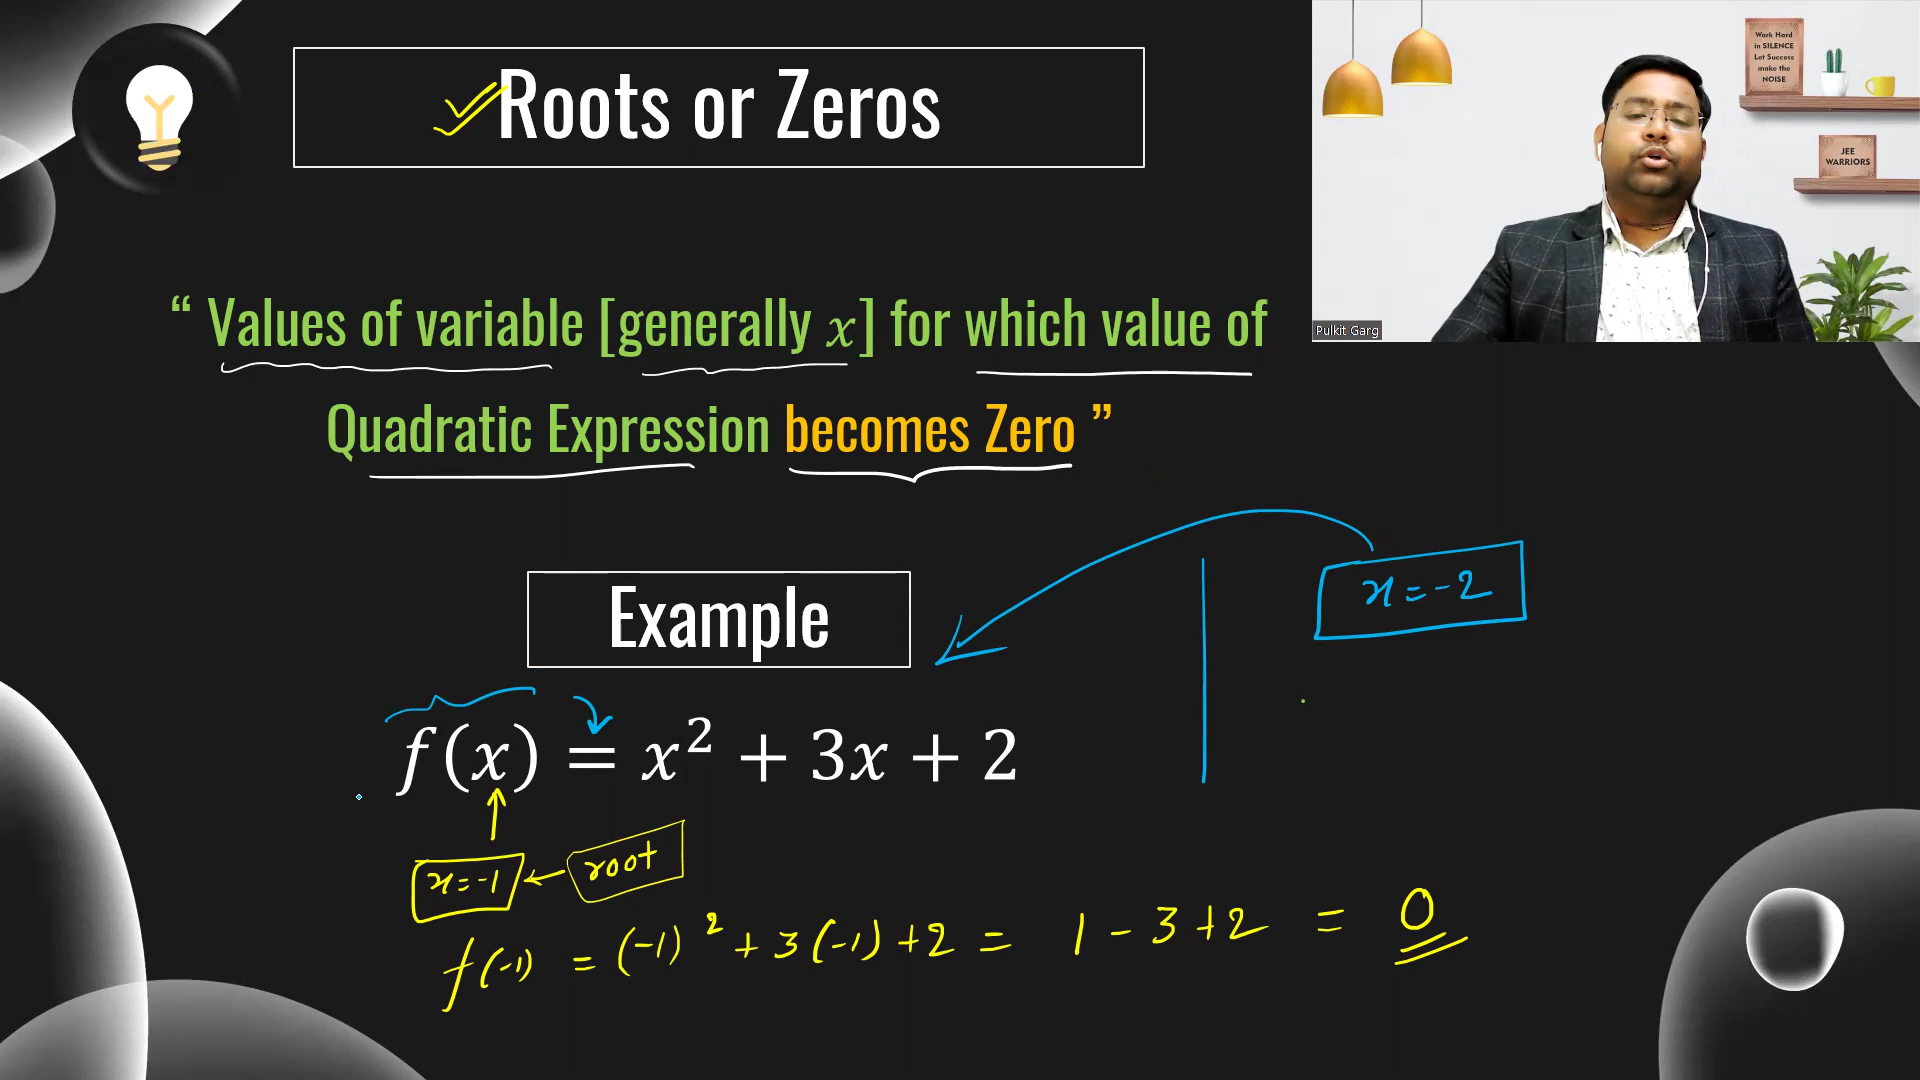 Roots or Zeros
“ Values of variable [generally x] for which value of
Quadratic Expression becomes Zero ”
Example
x = -2
f(x) = x² + 3x + 2
x = -1 ← root
f(-1) = (-1)² + 3(-1) + 2 = 1 - 3 + 2 = 0
Work Hard
in SILENCE
Let Success
make the
NOISE
JEE
WARRIORS
Pulkit Garg